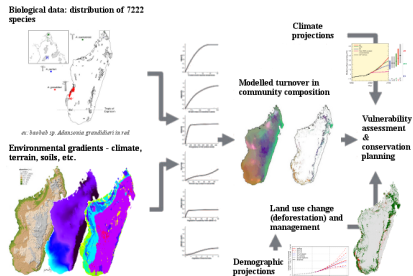 Biological data: distribution of 7222
species
ex. baobab sp. Adansonia grandidieri in red
Environmental gradients - climate,
terrain, soils, etc.
Climate
projections
Modelled turnover in
community composition
Vulnerability
assessment
&
conservation
planning
Land use change
(deforestation) and
management
Demographic
projections